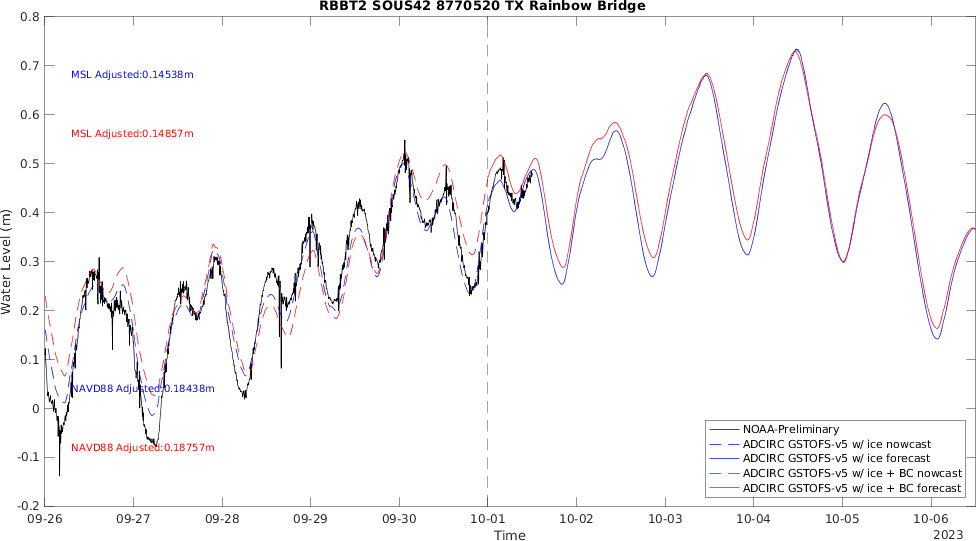 RBBT2 SOUS42 8770520 TX Rainbow Bridge
0.8
0.7
MSL Adjusted:0.14538m
0.6
MSL Adjusted:0.14857m
0.5
0.4
Water Level (m)
0.3
0.2
0.1
NAVD88 Adjusted:0.18438m
0
NAVD88 Adjusted:0.18757m
-0.1
-0.2
NOAA-Preliminary
ADCIRC GSTOFS-v5 w/ ice nowcast
ADCIRC GSTOFS-v5 w/ ice forecast
ADCIRC GSTOFS-v5 w/ ice + BC nowcast
ADCIRC GSTOFS-v5 w/ ice + BC forecast
09-26 09-27 09-28 09-29 09-30 10-01 10-02 10-03 10-04 10-05 10-06
Time
2023